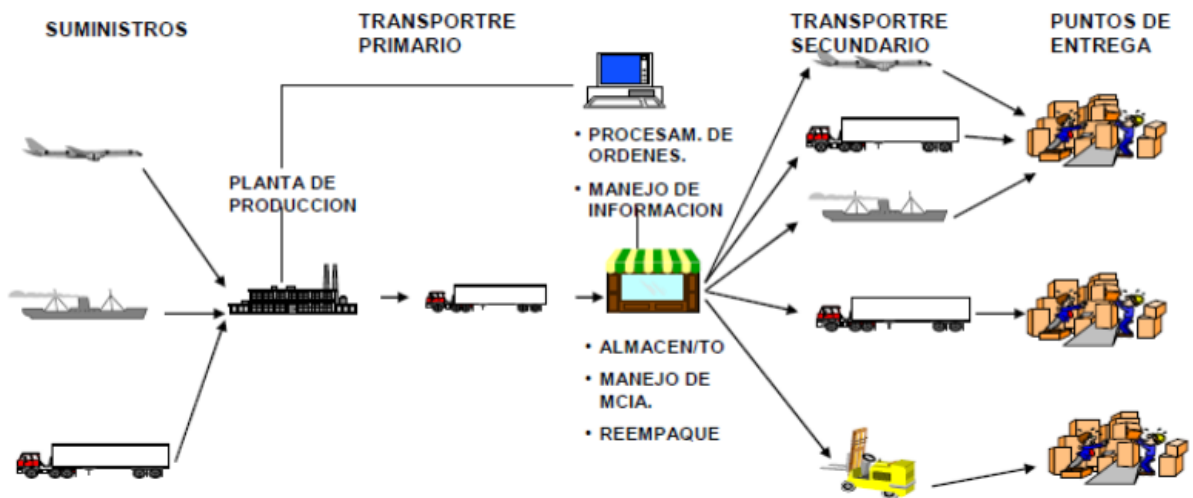 SUMINISTROS
TRANSPORTRE
PRIMARIO
TRANSPORTRE
SECUNDARIO
PUNTOS DE
ENTREGA
• PROCESAM. DE
ORDENES.
• MANEJO DE
INFORMACION
PLANTA DE
PRODUCCION
• ALMACEN/TO
• MANEJO DE
MCIA.
• REEMPAQUE